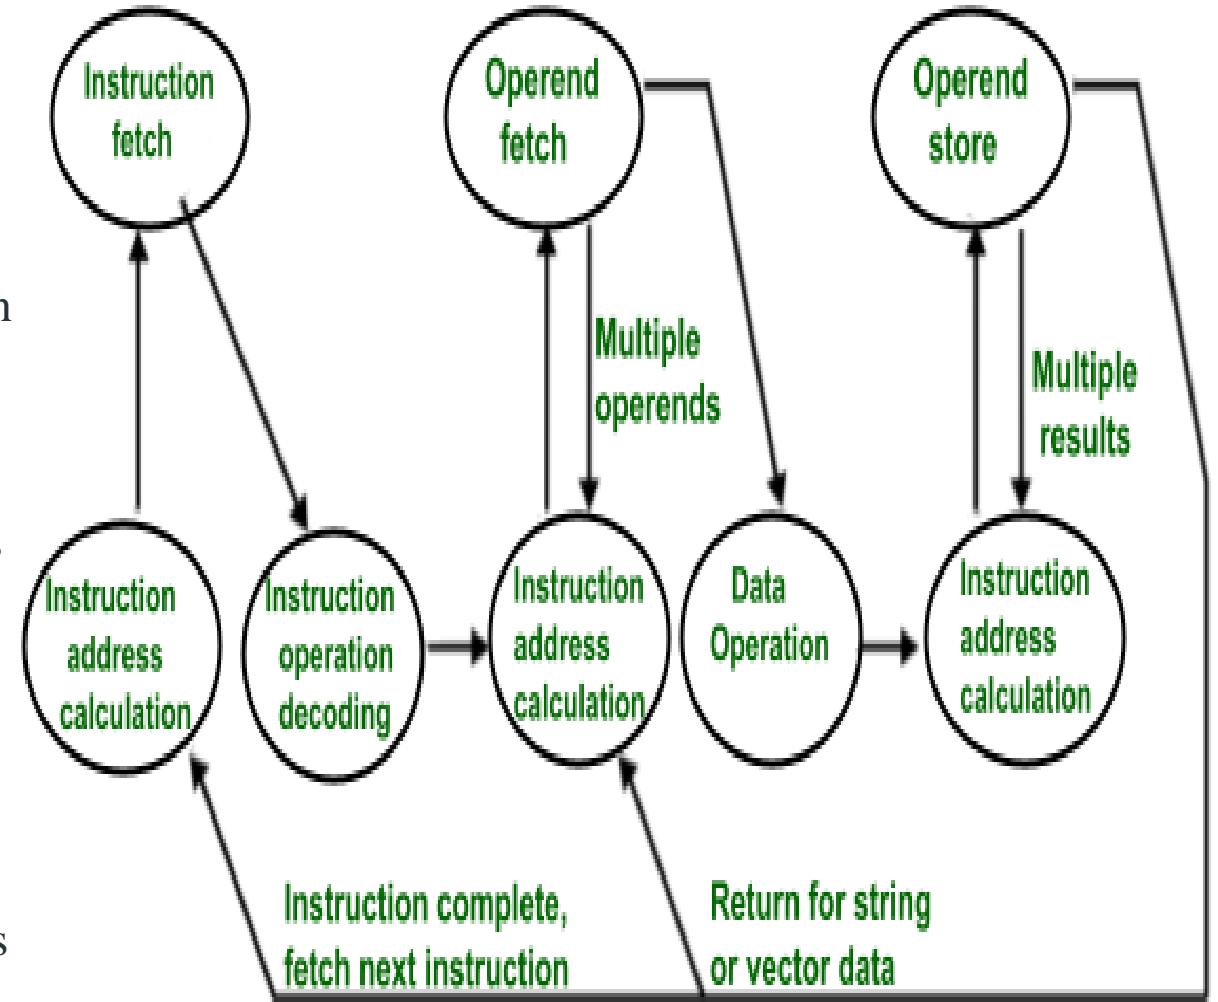 Instruction
fetch
Operend
fetch
Operend
store
Multiple
operends
Multiple
results
Instruction
address
calculation
Instruction
operation
decoding
Instruction
address
calculation
Data
Operation
Instruction
address
calculation
Instruction complete,
fetch next instruction
Return for string
or vector data